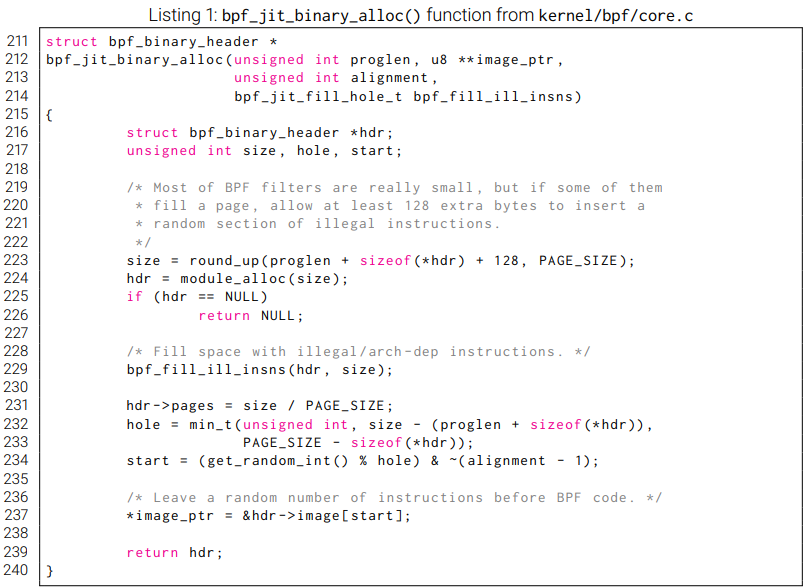 Listing 1: bpf_jit_binary_alloc() function from kernel/bpf/core.c
211 struct bpf_binary_header *
212 bpf_jit_binary_alloc(unsigned int proglen, u8 **image_ptr,
213                      unsigned int alignment,
214                      bpf_jit_fill_hole_t bpf_fill_ill_insns)
215 {
216         struct bpf_binary_header *hdr;
217         unsigned int size, hole, start;
218
219         /* Most of BPF filters are really small, but if some of them
220          * fill a page, allow at least 128 extra bytes to insert a
221          * random section of illegal instructions.
222          */
223         size = round_up(proglen + sizeof(*hdr) + 128, PAGE_SIZE);
224         hdr = module_alloc(size);
225         if (hdr == NULL)
226                 return NULL;
227
228         /* Fill space with illegal/arch-dep instructions. */
229         bpf_fill_ill_insns(hdr, size);
230
231         hdr->pages = size / PAGE_SIZE;
232         hole = min_t(unsigned int, size - (proglen + sizeof(*hdr)),
233                      PAGE_SIZE - sizeof(*hdr));
234         start = (get_random_int() % hole) & ~(alignment - 1);
235
236         /* Leave a random number of instructions before BPF code. */
237         *image_ptr = &hdr->image[start];
238
239         return hdr;
240 }